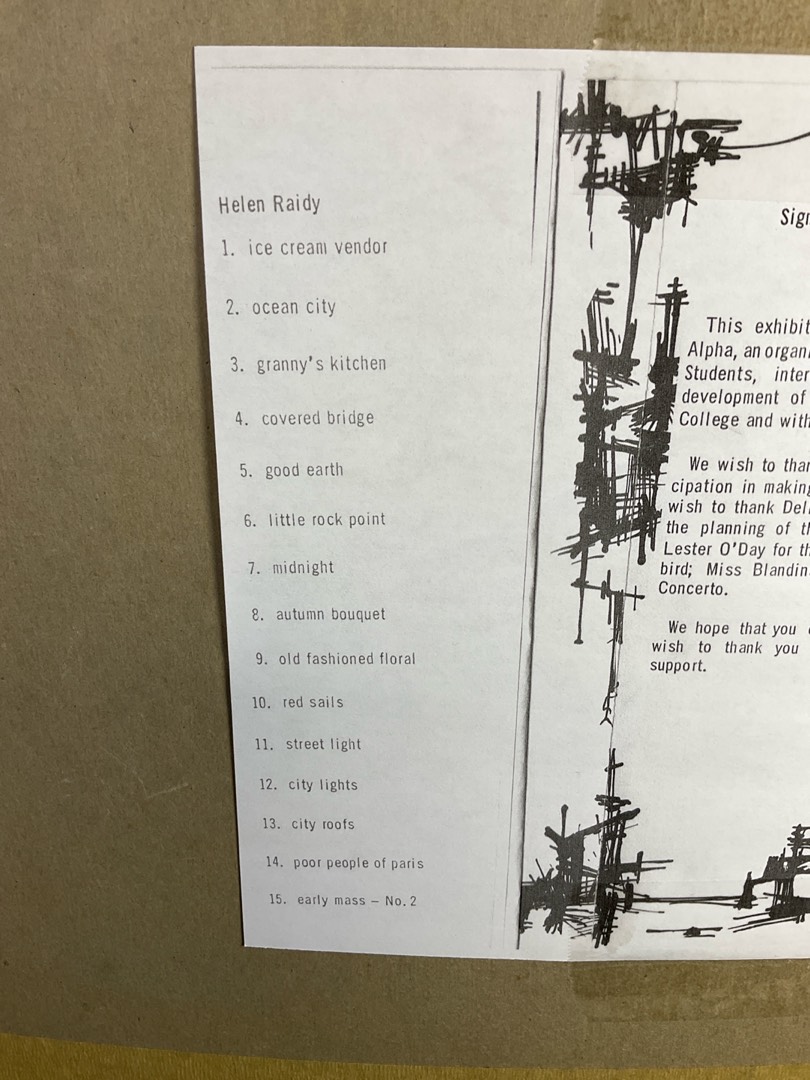 Helen Raidy
1. ice cream vendor
2. ocean city
3. granny's kitchen
4. covered bridge
5. good earth
6. little rock point
7. midnight
8. autumn bouquet
9. old fashioned floral
10. red sails
11. street light
12. city lights
13. city roofs
14. poor people of paris
15. early mass – No. 2
This exhibit
Alpha, an organ
Students, inter
development of
College and with
We wish to
cipation in making
wish to thank
the planning of
Lester O'Day for
bird; Miss Blandin
Concerto.
We hope that you
wish to thank you
support.